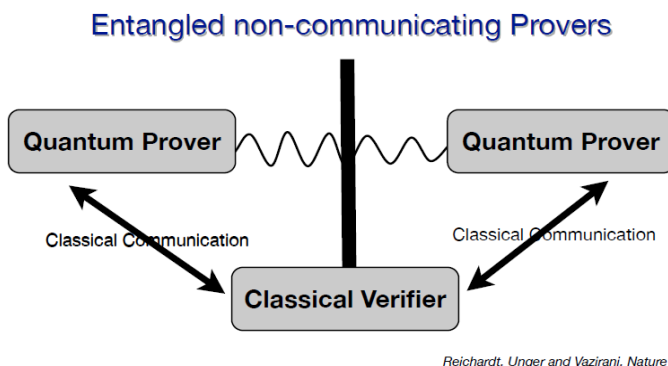 Entangled non-communicating Provers
Quantum Prover
Quantum Prover
Classical Communication
Classical Communication
Classical Verifier
Reichardt, Unger and Vazirani, Nature